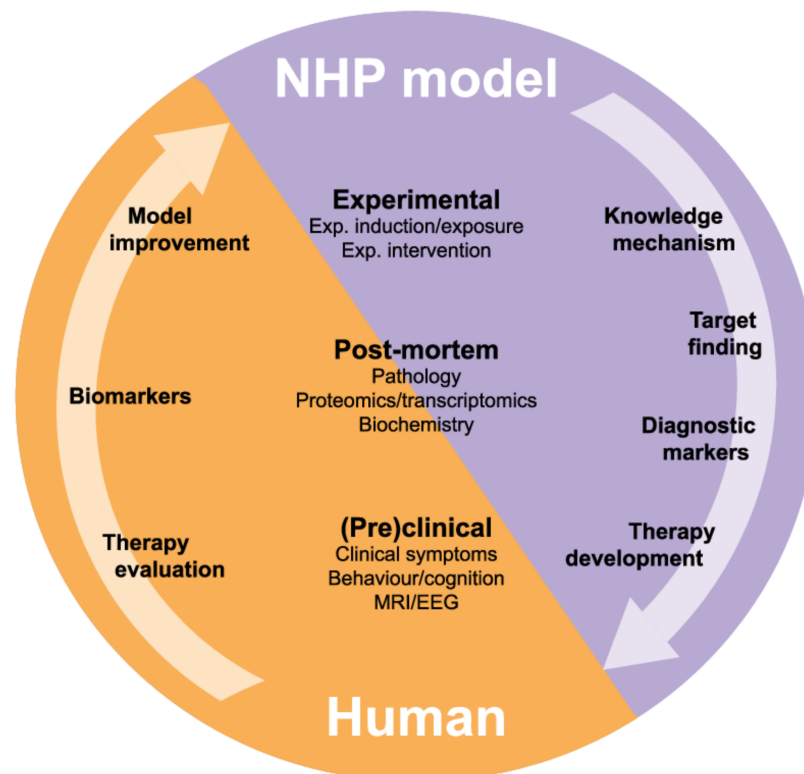 NHP model
Experimental
Exp. induction/exposure
Exp. intervention
Model
improvement
Knowledge
mechanism
Target
finding
Post-mortem
Pathology
Proteomics/transcriptomics
Biochemistry
Biomarkers
Diagnostic
markers
(Pre)clinical
Clinical symptoms
Behaviour/cognition
MRI/EEG
Therapy
evaluation
Therapy
development
Human